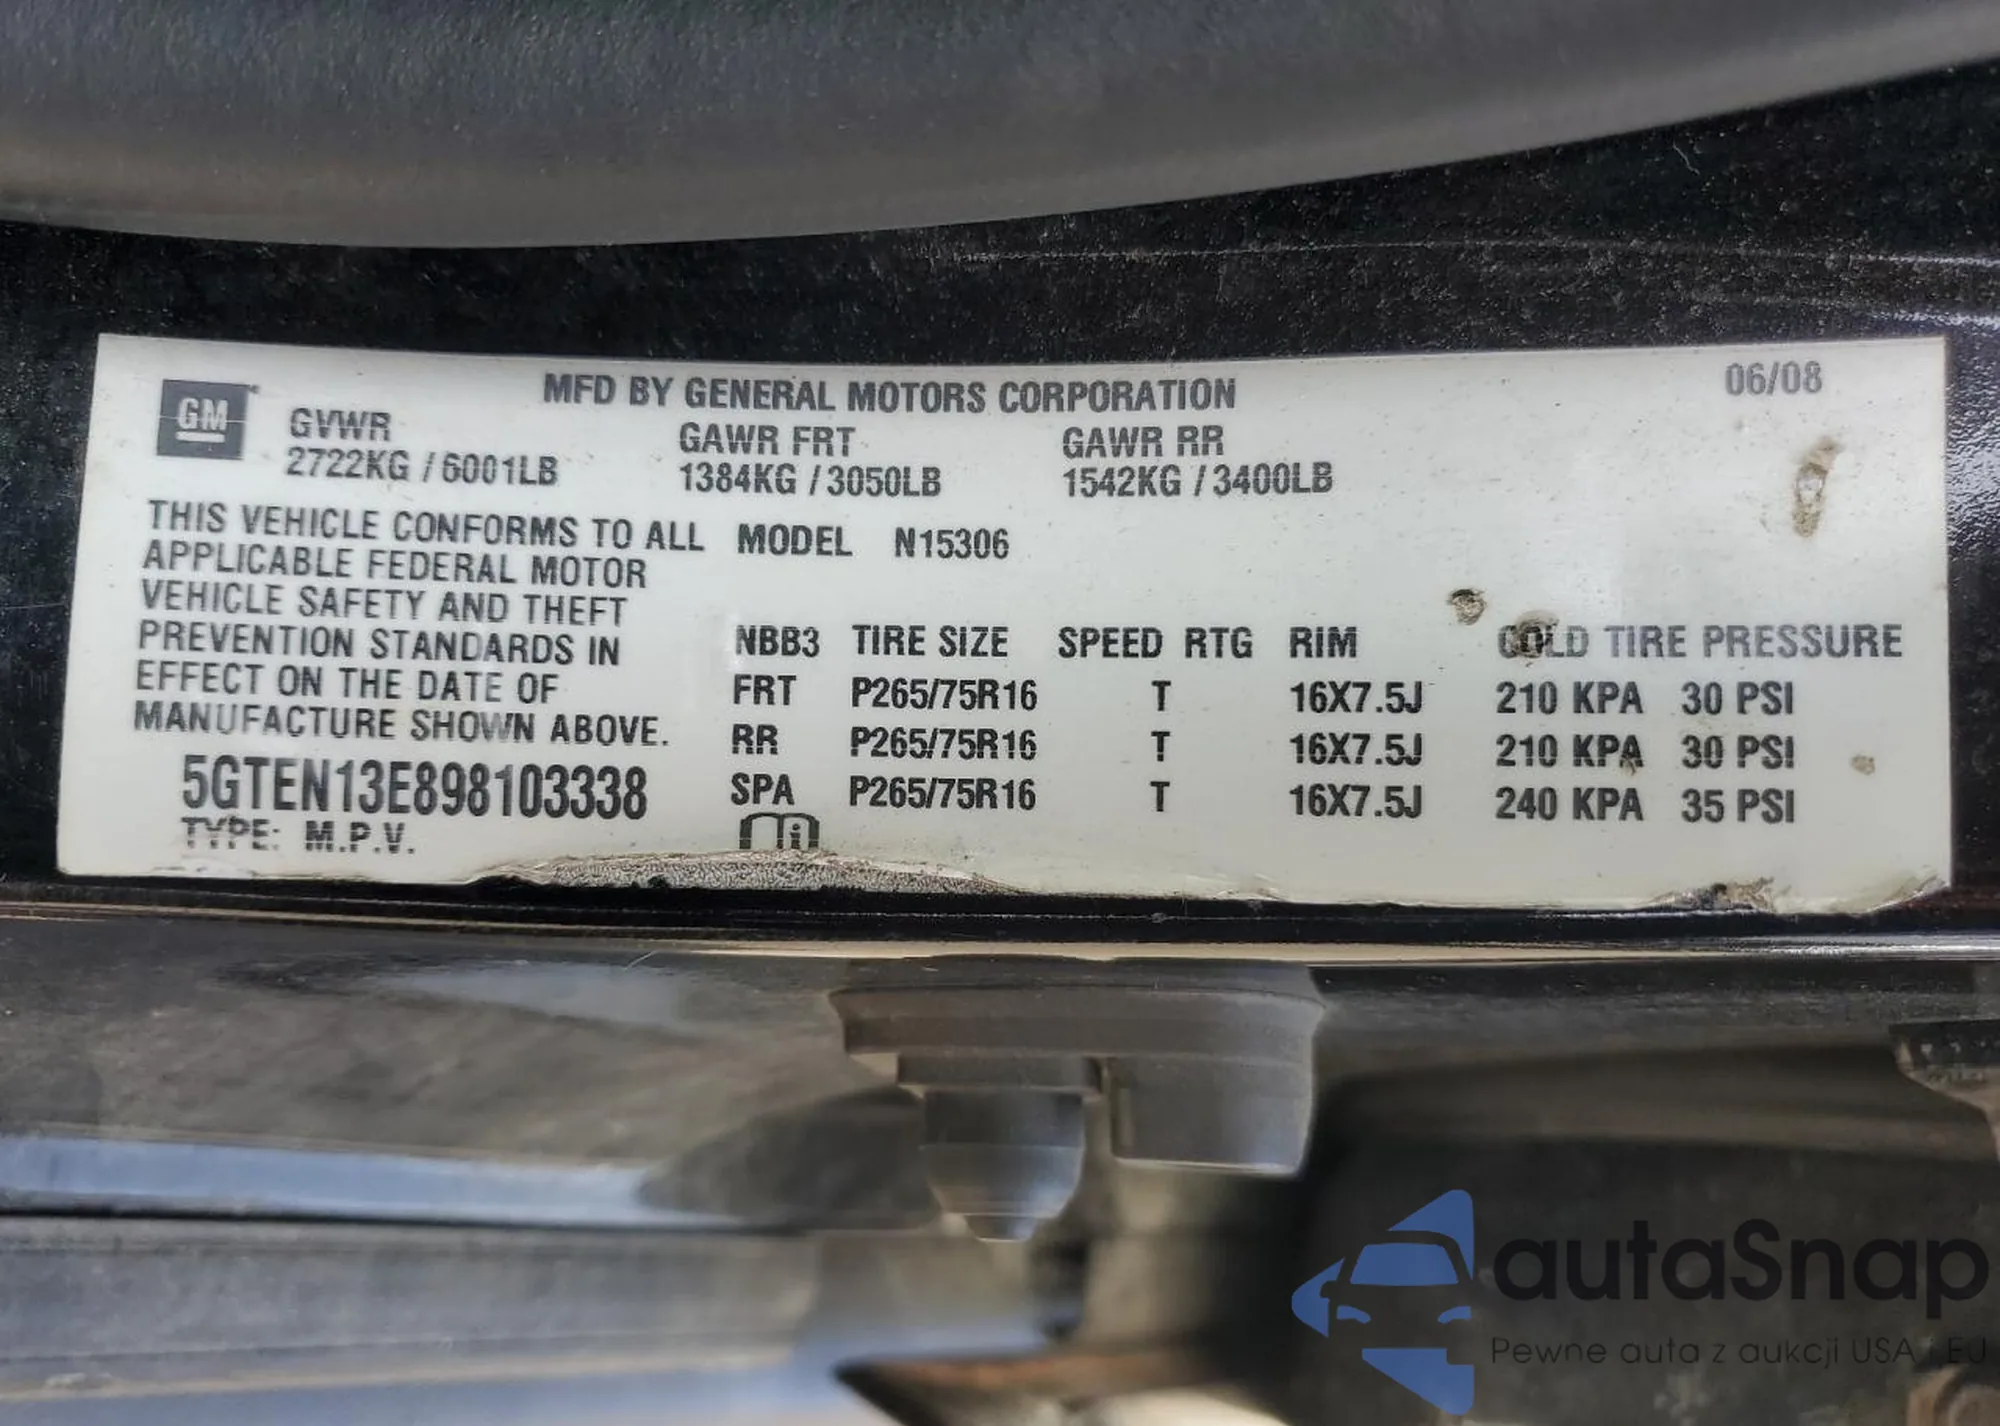 GM
MFD BY GENERAL MOTORS CORPORATION
06/08
GVWR
2722KG / 6001LB
GAWR FRT
1384KG / 3050LB
GAWR RR
1542KG / 3400LB
THIS VEHICLE CONFORMS TO ALL
APPLICABLE FEDERAL MOTOR
VEHICLE SAFETY AND THEFT
PREVENTION STANDARDS IN
EFFECT ON THE DATE OF
MANUFACTURE SHOWN ABOVE.
5GTEN13E898103338
TYPE: M.P.V.
MODEL N15306
NBB3 TIRE SIZE SPEED RTG RIM COLD TIRE PRESSURE
FRT P265/75R16 T 16X7.5J 210 KPA 30 PSI
RR P265/75R16 T 16X7.5J 210 KPA 30 PSI
SPA P265/75R16 T 16X7.5J 240 KPA 35 PSI
autaSnap
Pewne auta z aukcji USA i EU